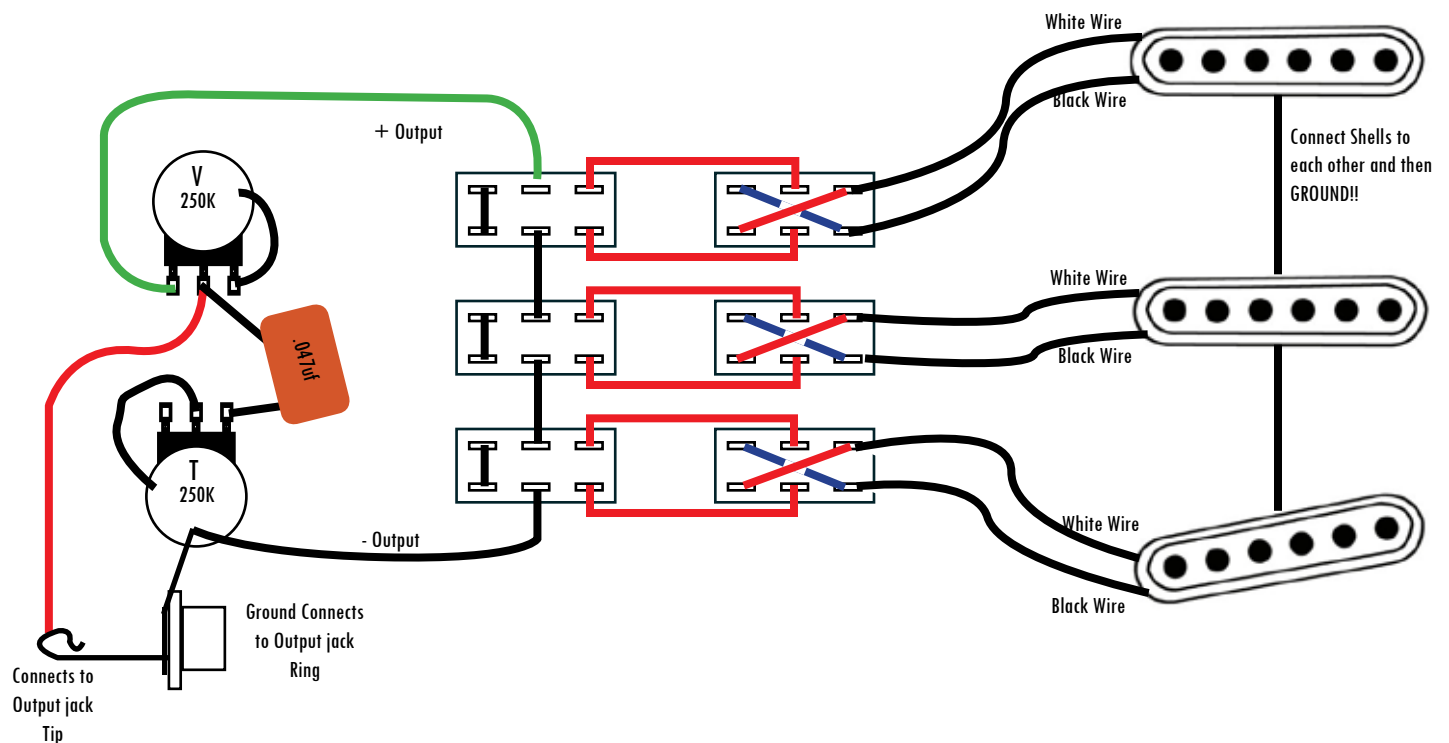 White Wire
Black Wire
Connect Shells to
each other and then
GROUND!!
+ Output
V
250K
White Wire
Black Wire
.047uf
T
250K
- Output
White Wire
Black Wire
Ground Connects
to Output jack
Ring
Connects to
Output jack
Tip